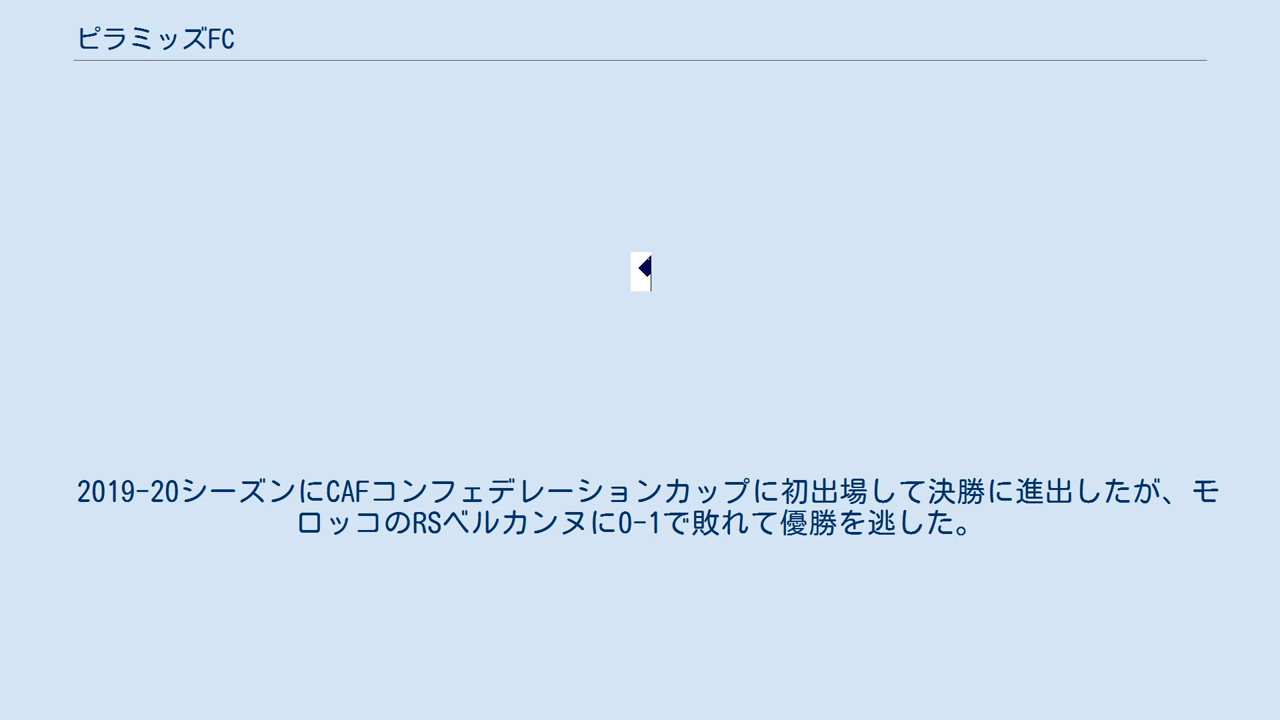 ピラミッズFC
2019-20シーズンにCAFコンフェデレーションカップに初出場して決勝に進出したが、モ
ロッコのRSベルカンヌに0-1で敗れて優勝を逃した。